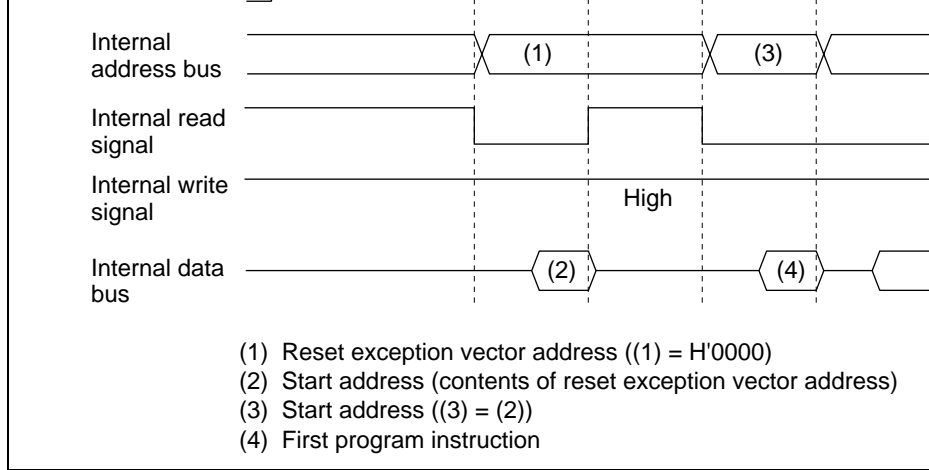 Internal
address bus
(1)
(3)
Internal read
signal
Internal write
signal
High
Internal data
bus
(2)
(4)
(1) Reset exception vector address ((1) = H'0000)
(2) Start address (contents of reset exception vector address)
(3) Start address ((3) = (2))
(4) First program instruction